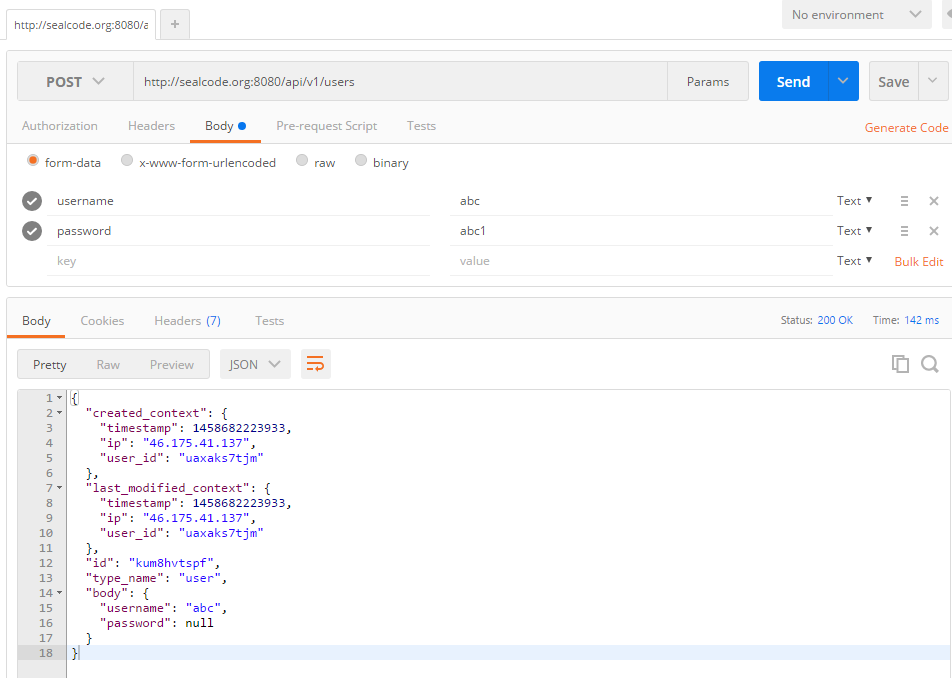 http://sealcode.org:8080/a +
No environment
POST http://sealcode.org:8080/api/v1/users Params Send Save
Authorization Headers Body Pre-request Script Tests Generate Code
form-data x-www-form-urlencoded raw binary
username abc Text
password abc1 Text
key value Text Bulk Edit
Body Cookies Headers (7) Tests Status: 200 OK Time: 142 ms
Pretty Raw Preview JSON
1 {
2 "created_context": {
3 "timestamp": 1458682223933,
4 "ip": "46.175.41.137",
5 "user_id": "uaxaks7tjm"
6 },
7 "last_modified_context": {
8 "timestamp": 1458682223933,
9 "ip": "46.175.41.137",
10 "user_id": "uaxaks7tjm"
11 },
12 "id": "kum8hvtspf",
13 "type_name": "user",
14 "body": {
15 "username": "abc",
16 "password": null
17 }
18 }